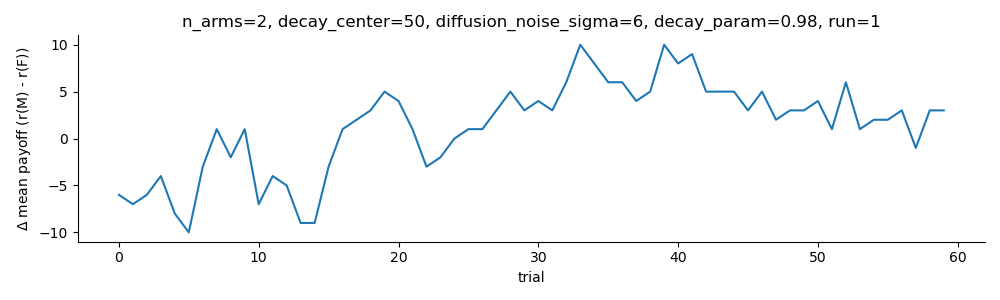 n_arms=2, decay_center=50, diffusion_noise_sigma=6, decay_param=0.98, run=1
Δ mean payoff (r(M) - r(F))
10
5
0
−5
−10
0 10 20 30 40 50 60
trial